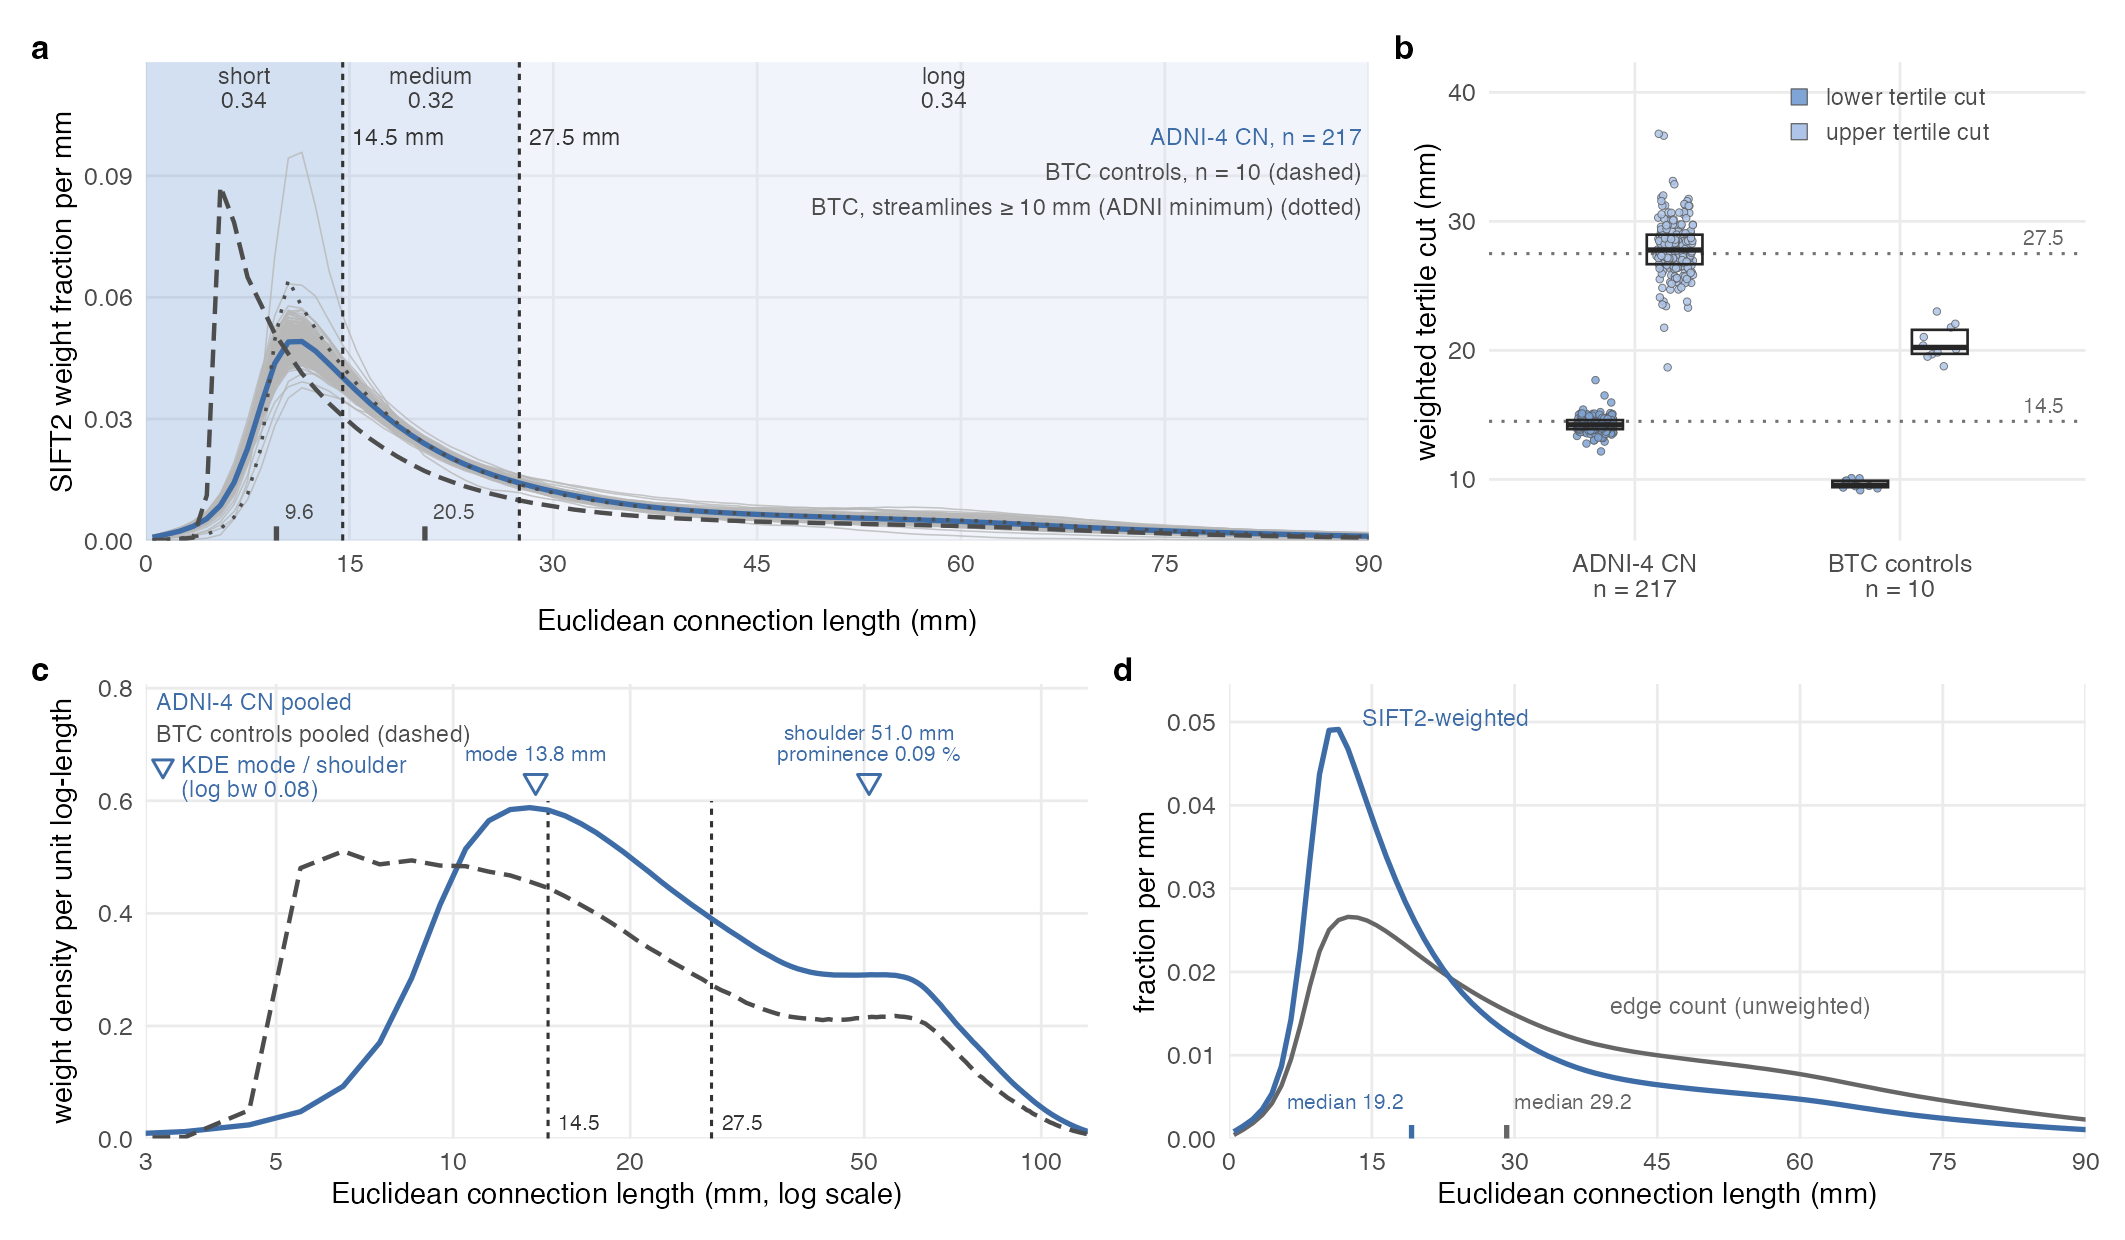 a
short
0.34
medium
0.32
long
0.34
14.5 mm
27.5 mm
ADNI-4 CN, n = 217
BTC controls, n = 10 (dashed)
BTC, streamlines ≥ 10 mm (ADNI minimum) (dotted)
SIFT2 weight fraction per mm
0.09
0.06
0.03
0.00
9.6
20.5
0
15
30
45
60
75
90
Euclidean connection length (mm)
b
lower tertile cut
upper tertile cut
weighted tertile cut (mm)
40
30
20
10
27.5
14.5
ADNI-4 CN
n = 217
BTC controls
n = 10
c
ADNI-4 CN pooled
BTC controls pooled (dashed)
KDE mode / shoulder
(log bw 0.08)
mode 13.8 mm
shoulder 51.0 mm
prominence 0.09 %
weight density per unit log-length
0.8
0.6
0.4
0.2
0.0
14.5
27.5
3
5
10
20
50
100
Euclidean connection length (mm, log scale)
d
SIFT2-weighted
edge count (unweighted)
fraction per mm
0.05
0.04
0.03
0.02
0.01
0.00
median 19.2
median 29.2
0
15
30
45
60
75
90
Euclidean connection length (mm)